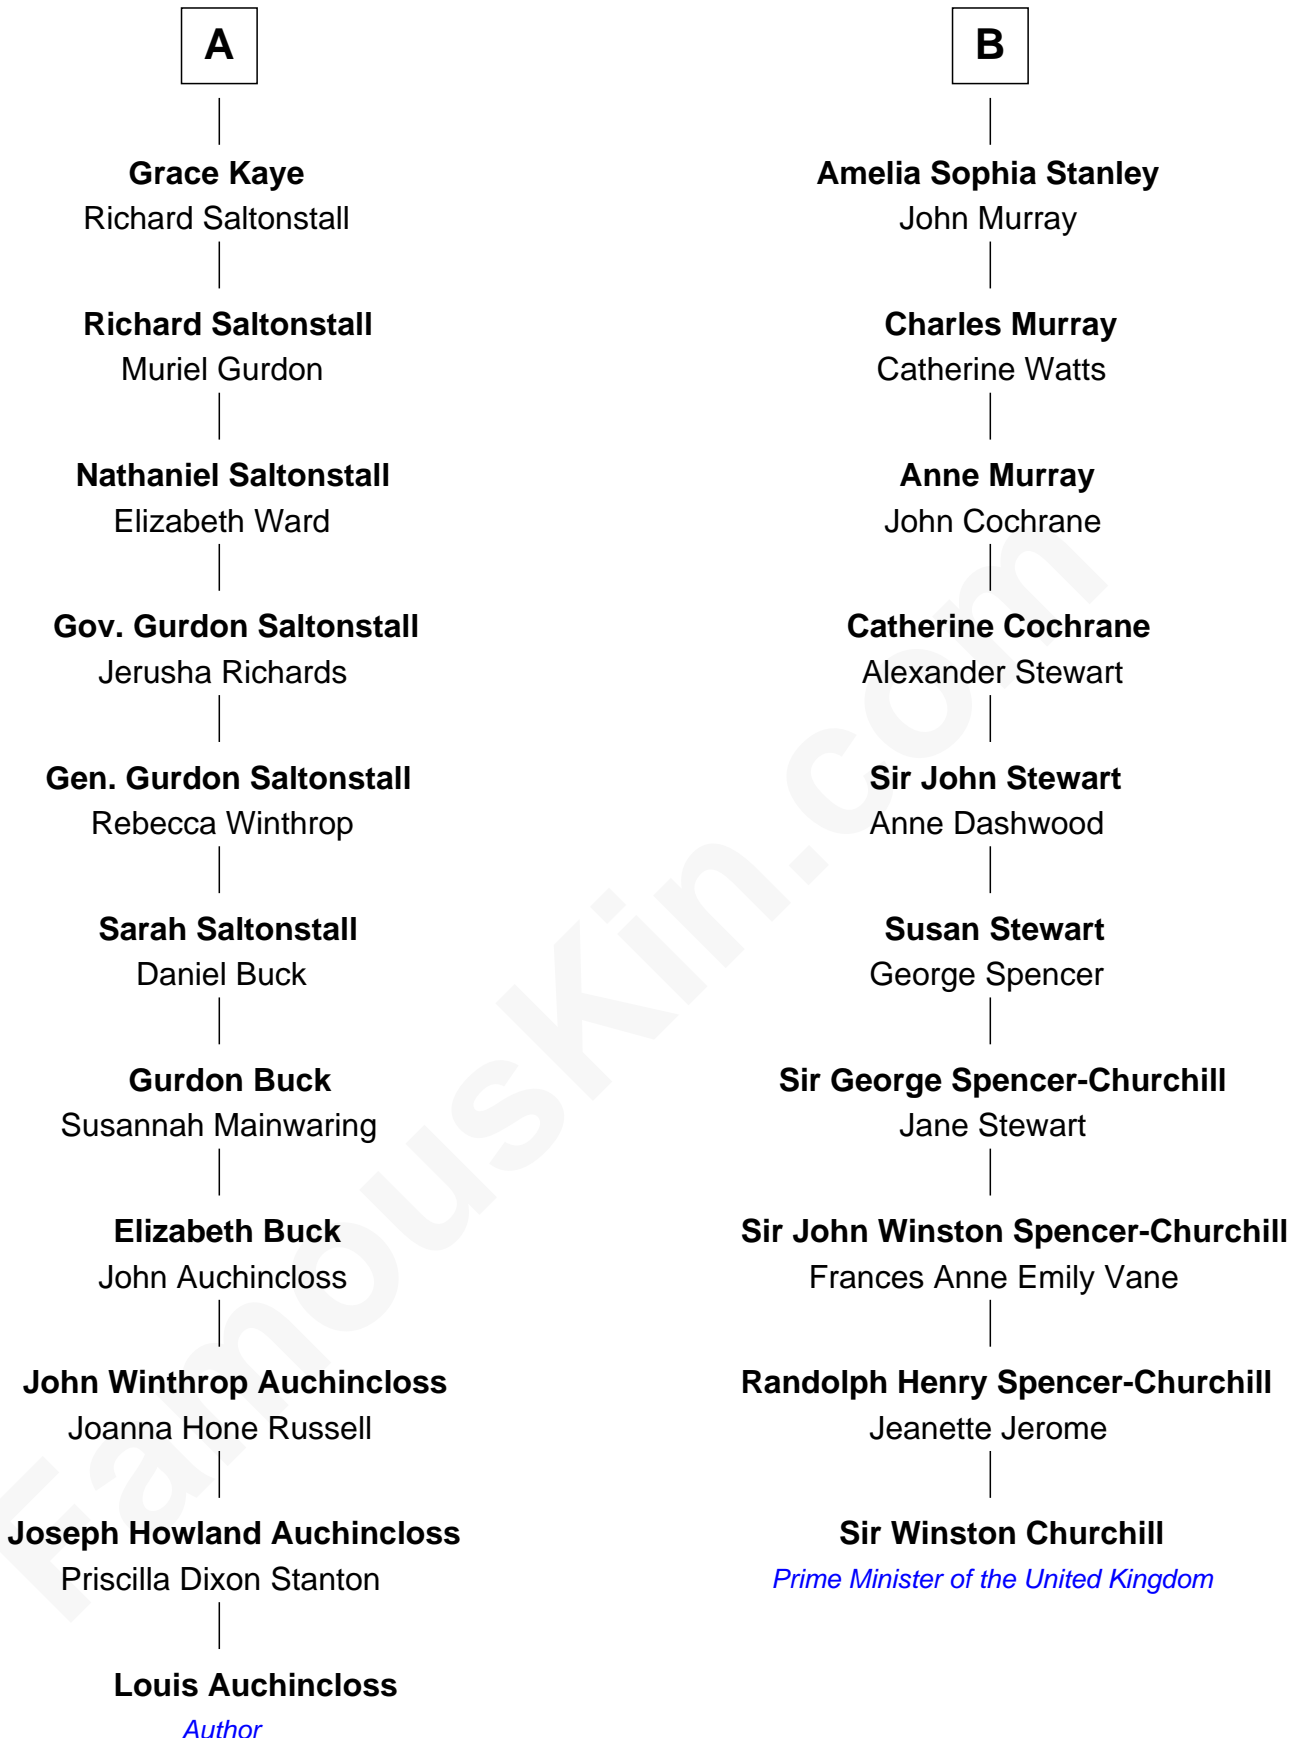 A
Grace Kaye
Richard Saltonstall
Richard Saltonstall
Muriel Gurdon
Nathaniel Saltonstall
Elizabeth Ward
Gov. Gurdon Saltonstall
Jerusha Richards
Gen. Gurdon Saltonstall
Rebecca Winthrop
Sarah Saltonstall
Daniel Buck
Gurdon Buck
Susannah Mainwaring
Elizabeth Buck
John Auchincloss
John Winthrop Auchincloss
Joanna Hone Russell
Joseph Howland Auchincloss
Priscilla Dixon Stanton
Louis Auchincloss
Author
B
Amelia Sophia Stanley
John Murray
Charles Murray
Catherine Watts
Anne Murray
John Cochrane
Catherine Cochrane
Alexander Stewart
Sir John Stewart
Anne Dashwood
Susan Stewart
George Spencer
Sir George Spencer-Churchill
Jane Stewart
Sir John Winston Spencer-Churchill
Frances Anne Emily Vane
Randolph Henry Spencer-Churchill
Jeanette Jerome
Sir Winston Churchill
Prime Minister of the United Kingdom
FamousKin.com